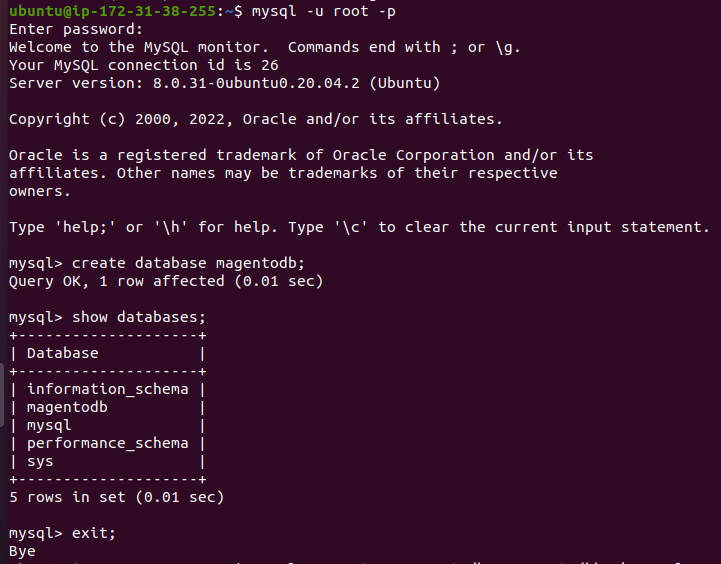 ubuntu@ip-172-31-38-255:~$ mysql -u root -p
Enter password:
Welcome to the MySQL monitor.  Commands end with ; or \g.
Your MySQL connection id is 26
Server version: 8.0.31-0ubuntu0.20.04.2 (Ubuntu)

Copyright (c) 2000, 2022, Oracle and/or its affiliates.

Oracle is a registered trademark of Oracle Corporation and/or its
affiliates. Other names may be trademarks of their respective
owners.

Type 'help;' or '\h' for help. Type '\c' to clear the current input statement.

mysql> create database magentodb;
Query OK, 1 row affected (0.01 sec)

mysql> show databases;
+--------------------+
| Database           |
+--------------------+
| information_schema |
| magentodb          |
| mysql              |
| performance_schema |
| sys                |
+--------------------+
5 rows in set (0.01 sec)

mysql> exit;
Bye